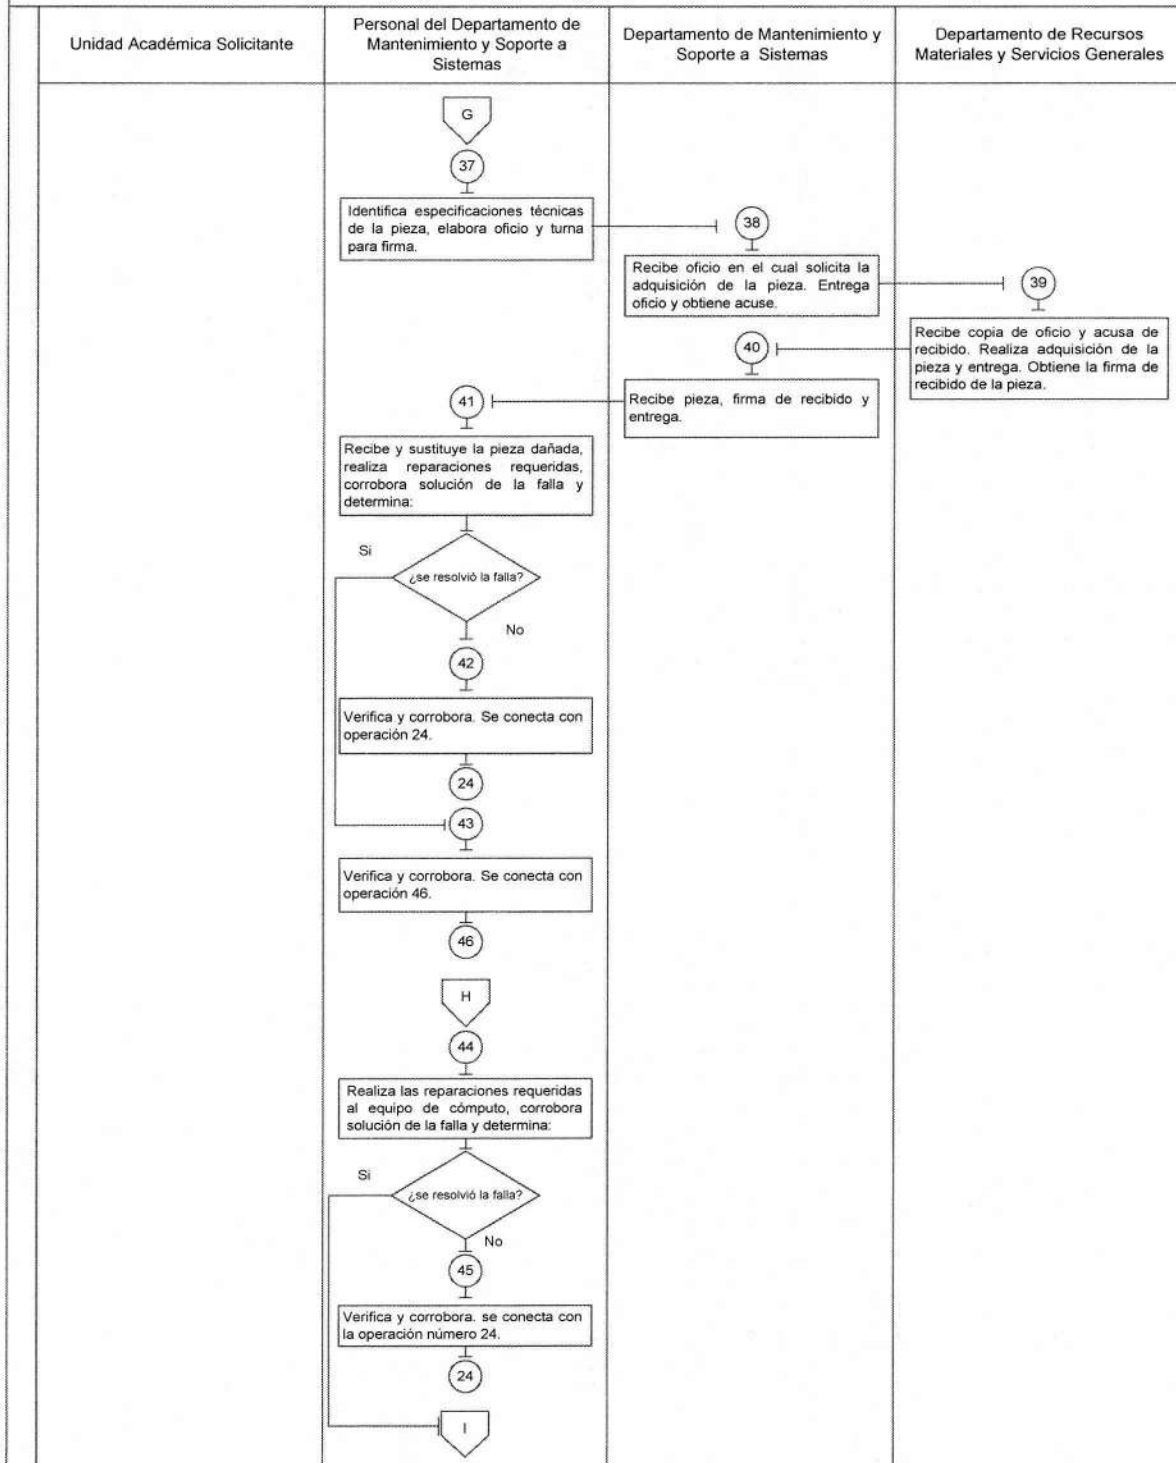 Unidad Académica Solicitante
Personal del Departamento de
Mantenimiento y Soporte a
Sistemas
Departamento de Mantenimiento y
Soporte a Sistemas
Departamento de Recursos
Materiales y Servicios Generales
G
37
Identifica especificaciones técnicas
de la pieza, elabora oficio y turna
para firma.
38
Recibe oficio en el cual solicita la
adquisición de la pieza. Entrega
oficio y obtiene acuse.
39
Recibe copia de oficio y acusa de
recibido. Realiza adquisición de la
pieza y entrega. Obtiene la firma de
recibido de la pieza.
40
Recibe pieza, firma de recibido y
entrega.
41
Recibe y sustituye la pieza dañada,
realiza reparaciones requeridas,
corrobora solución de la falla y
determina:
Si
¿se resolvió la falla?
No
42
Verifica y corrobora. Se conecta con
operación 24.
24
43
Verifica y corrobora. Se conecta con
operación 46.
46
H
44
Realiza las reparaciones requeridas
al equipo de cómputo, corrobora
solución de la falla y determina:
Si
¿se resolvió la falla?
No
45
Verifica y corrobora. se conecta con
la operación número 24.
24
I